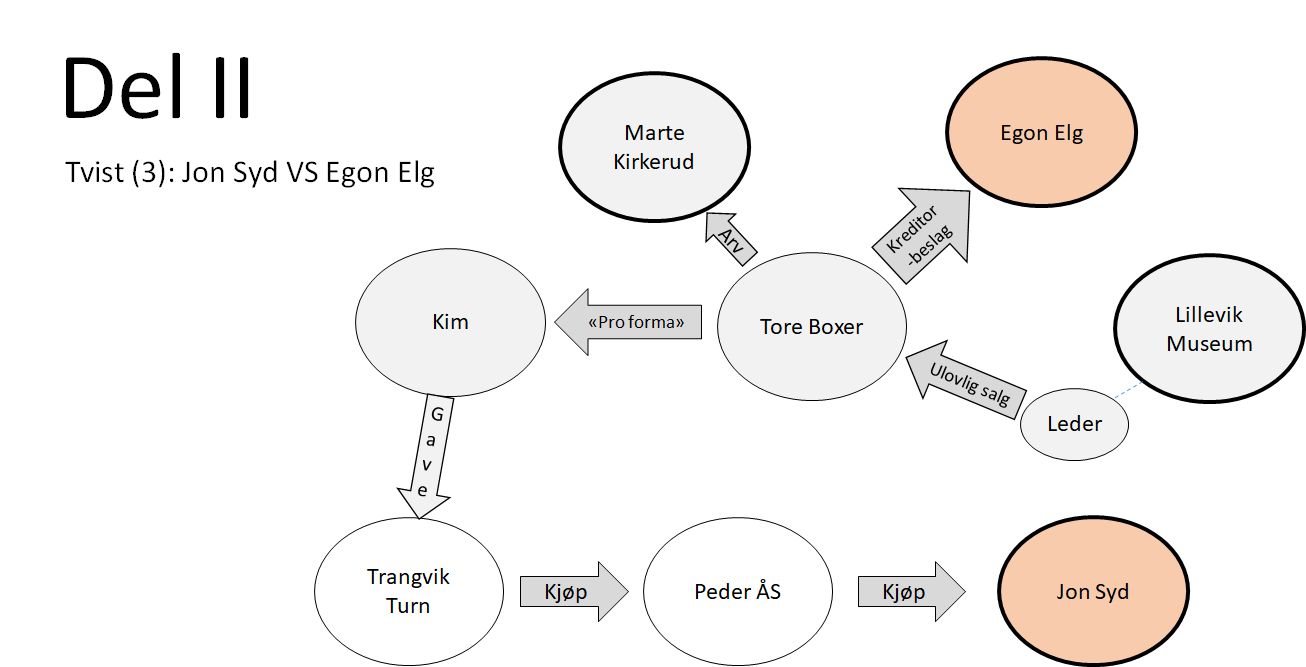 Del II
Tvist (3): Jon Syd VS Egon Elg
Marte
Kirkerud
Egon Elg
Arv
Kreditor
-beslag
Kim
«Pro forma»
Tore Boxer
Lillevik
Museum
Ulovlig salg
Leder
G
a
v
e
Trangvik
Turn
Kjøp
Peder ÅS
Kjøp
Jon Syd